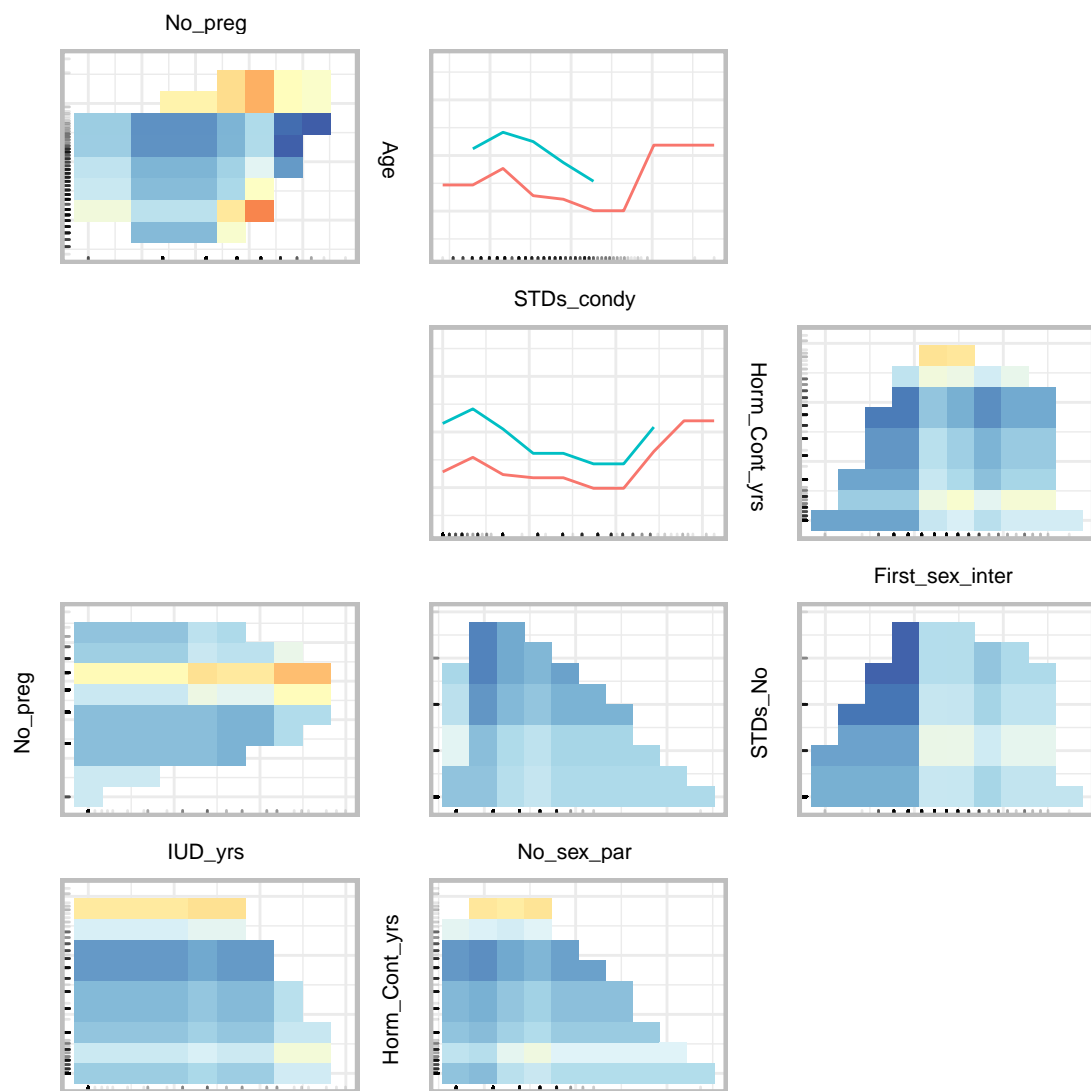 No_preg
Age
STDs_condy
Horm_Cont_yrs
First_sex_inter
No_preg
STDs_No
IUD_yrs
No_sex_par
Horm_Cont_yrs